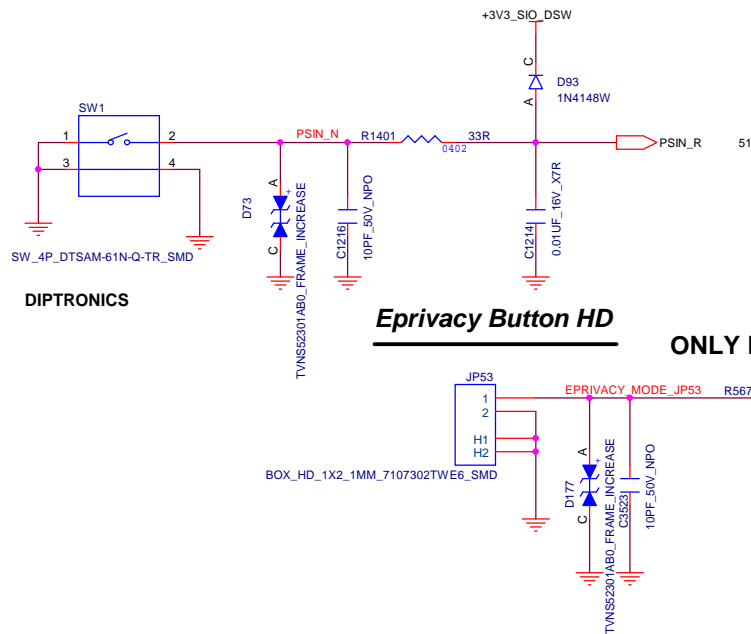 +3V3_SIO_DSW
C
D93
1N4148W
A
SW1
1
2
3
4
PSIN_N
R1401
33R
0402
PSIN_R
51
A
D73
+
C
TVNS52301AB0_FRAME_INCREASE
C1216
10PF_50V_NPO
C1214
0.01UF_16V_X7R
SW_4P_DTSAM-61N-Q-TR_SMD
DIPTRONICS
Eprivacy Button HD
ONLY
JP53
1
2
H1
H2
EPRIVACY_MODE_JP53
R567
BOX_HD_1X2_1MM_7107302TWE6_SMD
A
D177
+
C
TVNS52301AB0_FRAME_INCREASE
C3523
10PF_50V_NPO